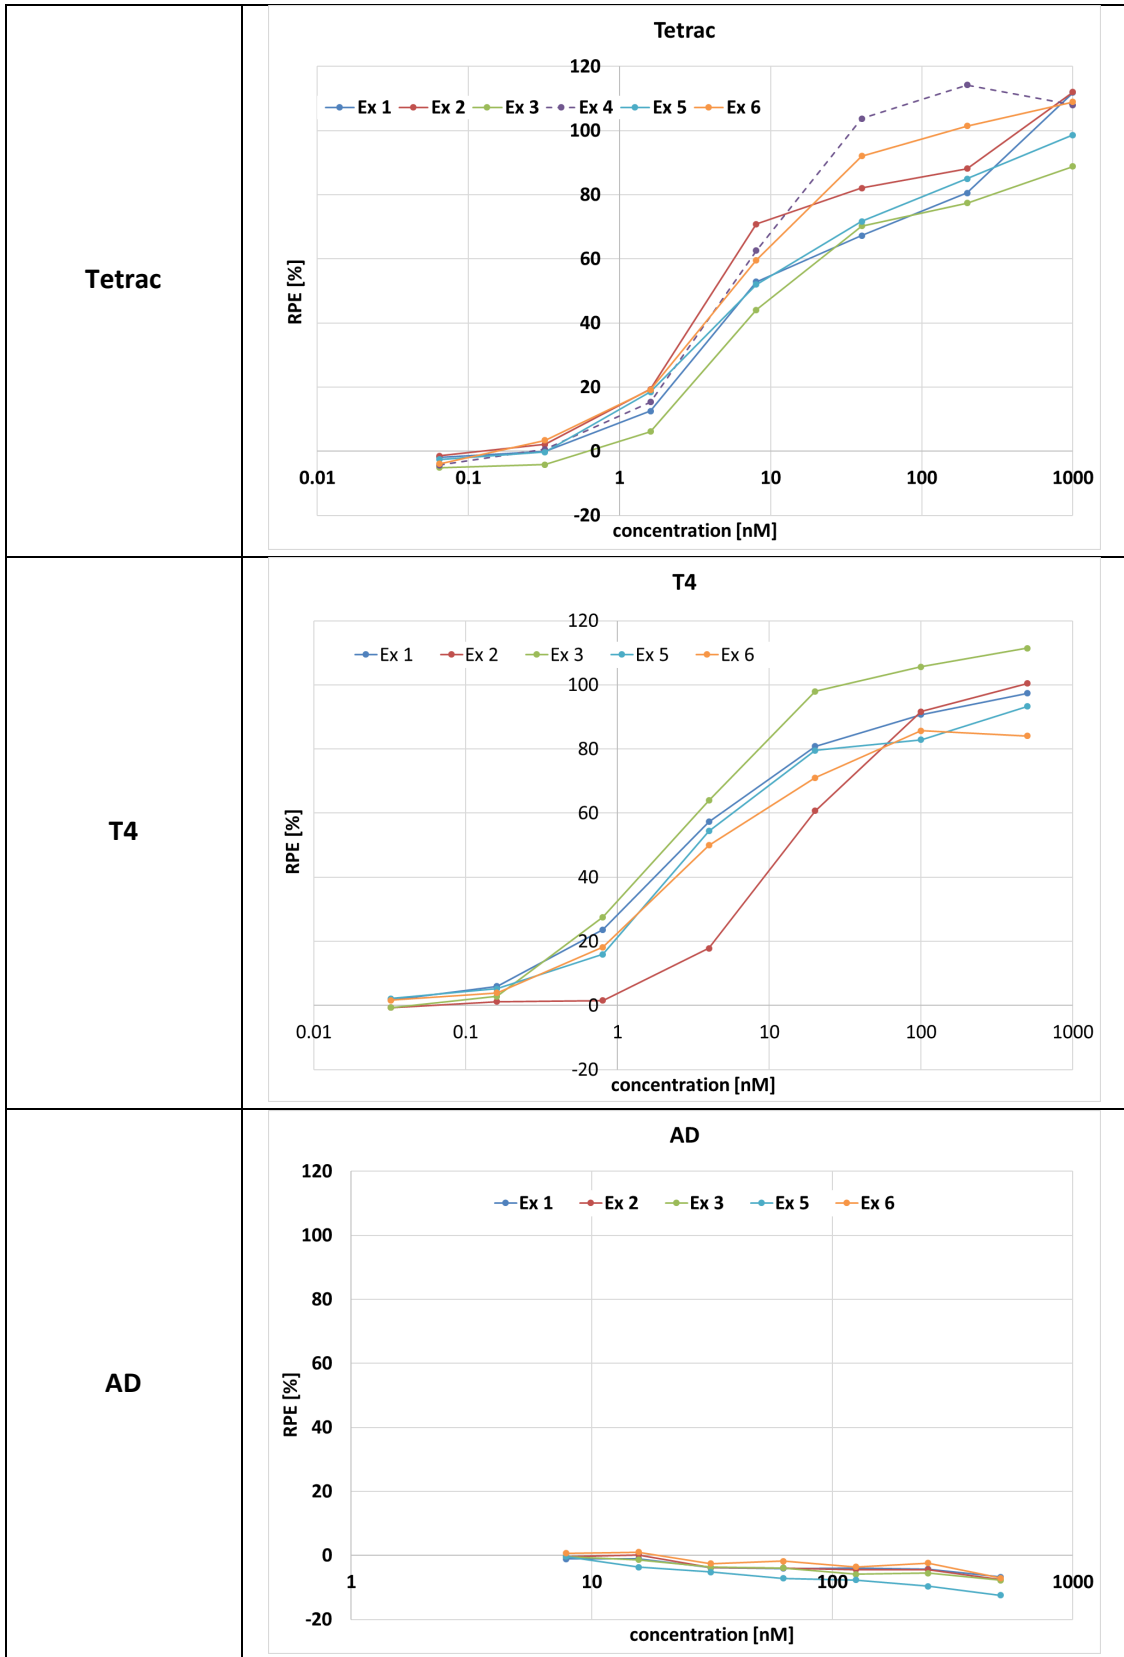 Tetrac
Tetrac
120
Ex 1 Ex 2 Ex 3 Ex 4 Ex 5 Ex 6
100
80
60
40
20
0
-20
RPE [%]
0.01 0.1 1 10 100 1000
concentration [nM]
T4
T4
120
Ex 1 Ex 2 Ex 3 Ex 5 Ex 6
100
80
60
40
20
0
-20
RPE [%]
0.01 0.1 1 10 100 1000
concentration [nM]
AD
AD
120
Ex 1 Ex 2 Ex 3 Ex 5 Ex 6
100
80
60
40
20
0
-20
RPE [%]
1 10 100 1000
concentration [nM]